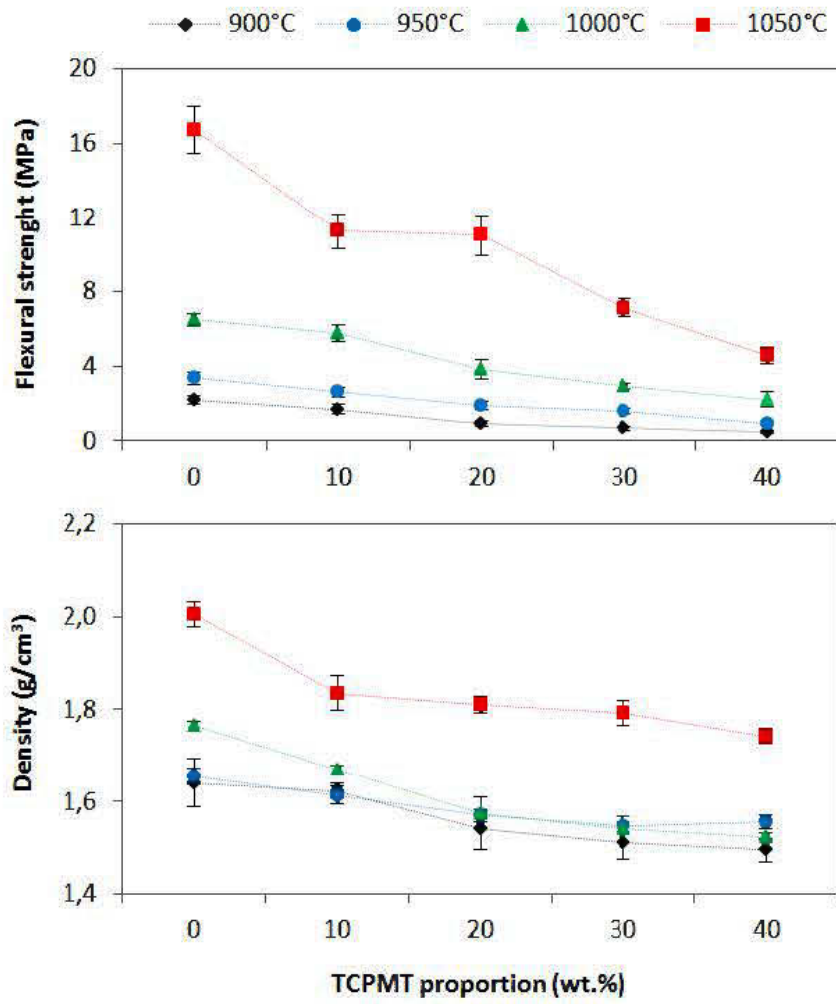 900°C 950°C 1000°C 1050°C
Flexural strenght (MPa)
20
16
12
8
4
0
0 10 20 30 40
Density (g/cm³)
2,2
2,0
1,8
1,6
1,4
0 10 20 30 40
TCPMT proportion (wt.%)